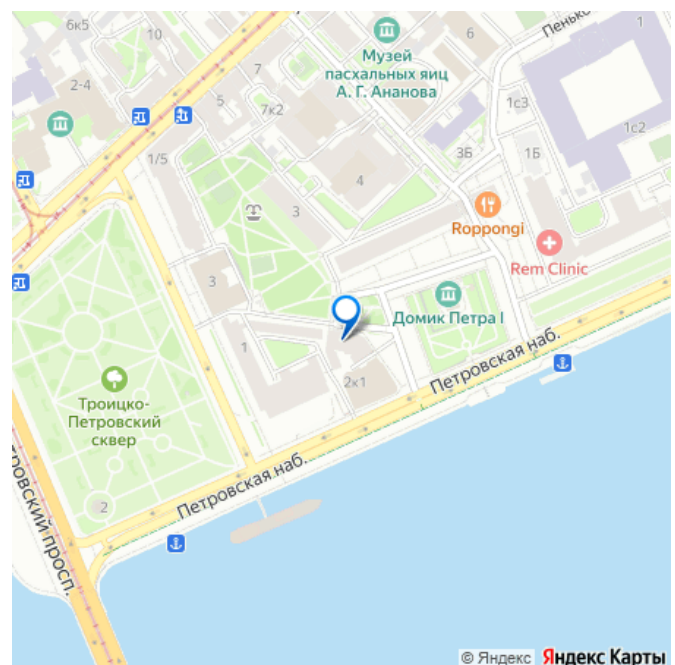 6к5
10
Музей
пасхальных яиц
А. Г. Ананова
6
Пенько
1
2-4
7
5
7к2
1с3
1с2
1/5
4
3Б
1Б
3
Roppongi
Rem Clinic
3
Домик Петра I
1
2к1
Петровская наб.
Троицко-
Петровский
сквер
Петровская наб.
2
ровский просп.
© Яндекс Яндекс Карты